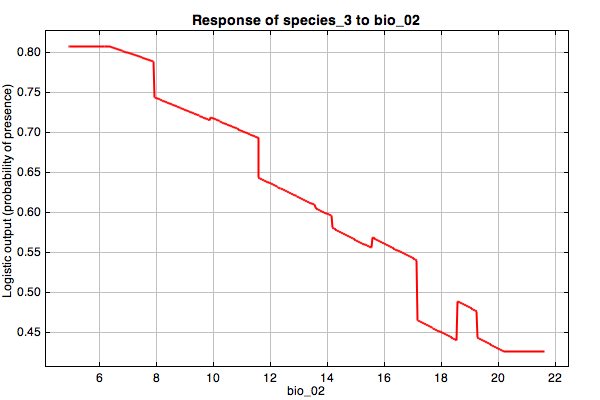 Response of species_3 to bio_02
Logistic output (probability of presence)
0.80
0.75
0.70
0.65
0.60
0.55
0.50
0.45
6 8 10 12 14 16 18 20 22
bio_02